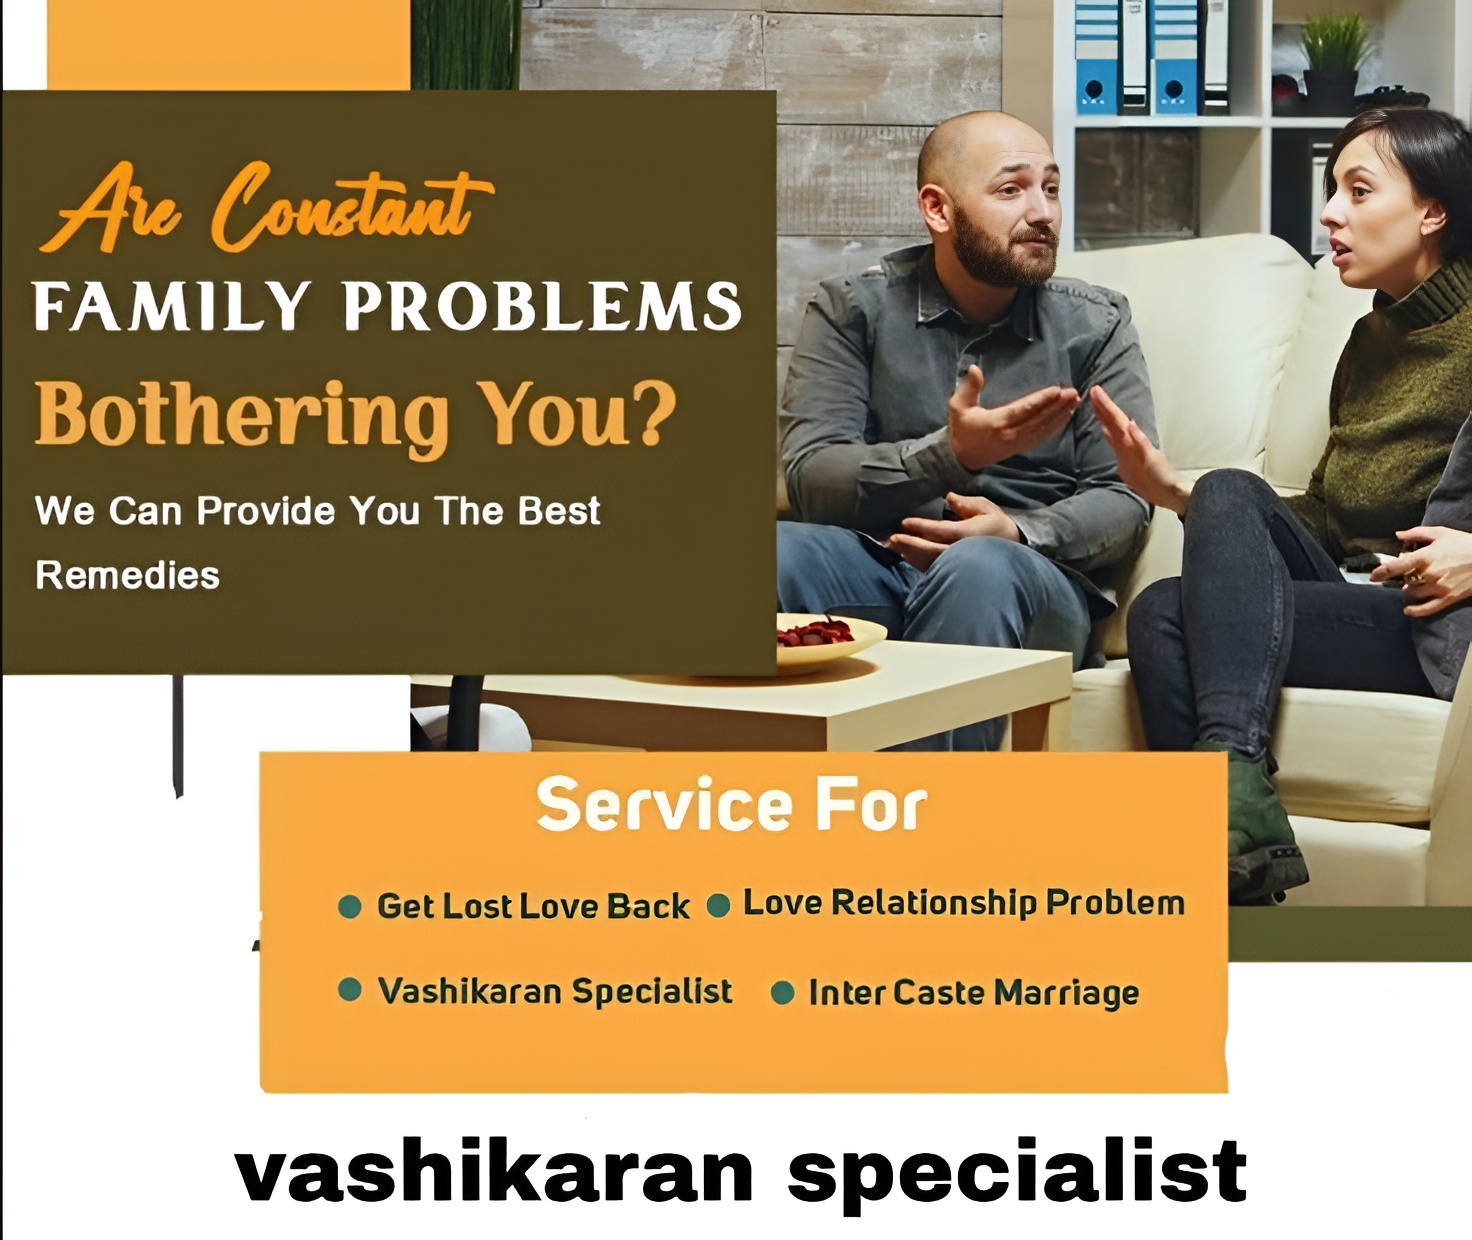 Are Constant
FAMILY PROBLEMS
Bothering You?
We Can Provide You The Best
Remedies
Service For
Get Lost Love Back
Love Relationship Problem
Vashikaran Specialist
Inter Caste Marriage
vashikaran specialist